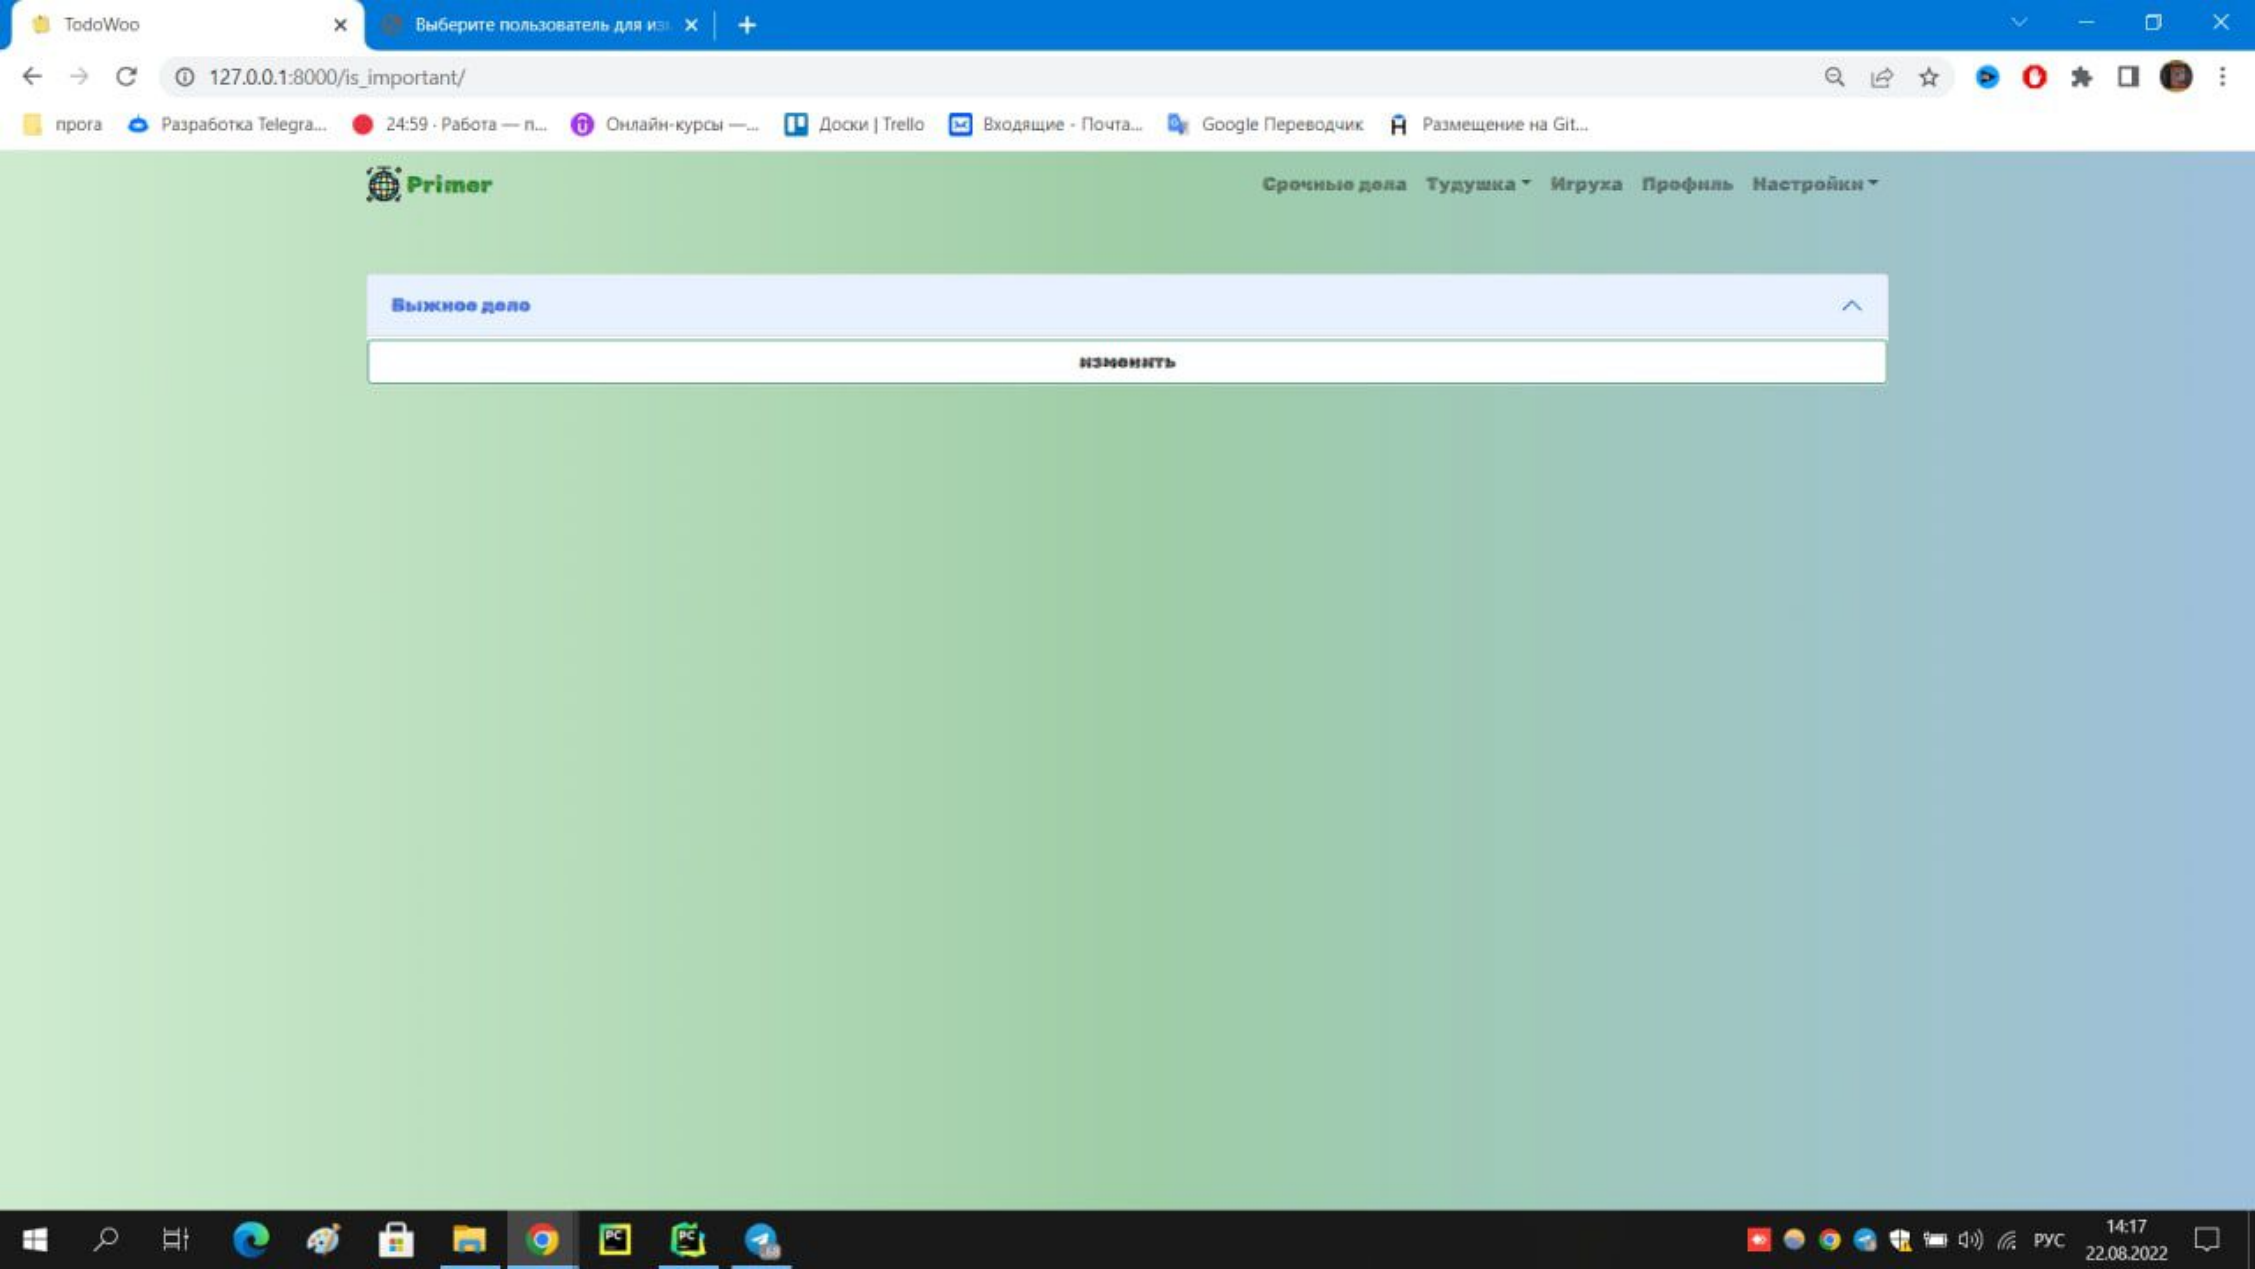 TodoWoo
Выберите пользователь для из
127.0.0.1:8000/is_important/
прога
Разработка Telegra...
24:59 · Работа — п...
Онлайн-курсы —...
Доски | Trello
Входящие - Почта...
Google Переводчик
Размещение на Git...
Primer
Срочные дела
Тудушка
Игруха
Профиль
Настройки
Выжное дело
изменить
РУС
14:17
22.08.2022